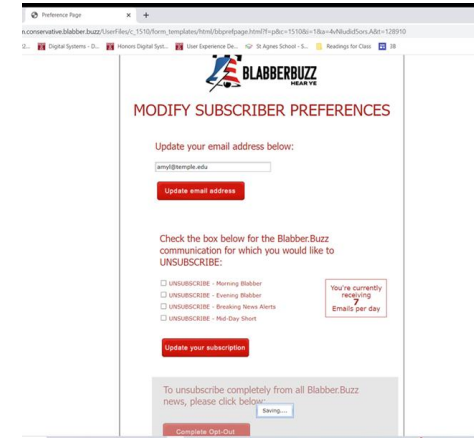 Preference Page
n.conservative.blabber.buzz/UserFiles/c_1510/form_templates/html/bbprefpage.html?
Digital Systems - D... Honors Digital Syst... User Experience De... St Agnes School - S... Readings for Class
BLABBERBUZZ
HEAR YE
MODIFY SUBSCRIBER PREFERENCES
Update your email address below:
amyl@temple.edu
Update email address
Check the box below for the Blabber.Buzz
communication for which you would like to
UNSUBSCRIBE:
UNSUBSCRIBE - Morning Blabber
UNSUBSCRIBE - Evening Blabber
UNSUBSCRIBE - Breaking News Alerts
UNSUBSCRIBE - Mid-Day Short
You're currently
receiving
7
Emails per day
Update your subscription
To unsubscribe completely from all Blabber.Buzz
news, please click below:
Saving....
Complete Opt-Out